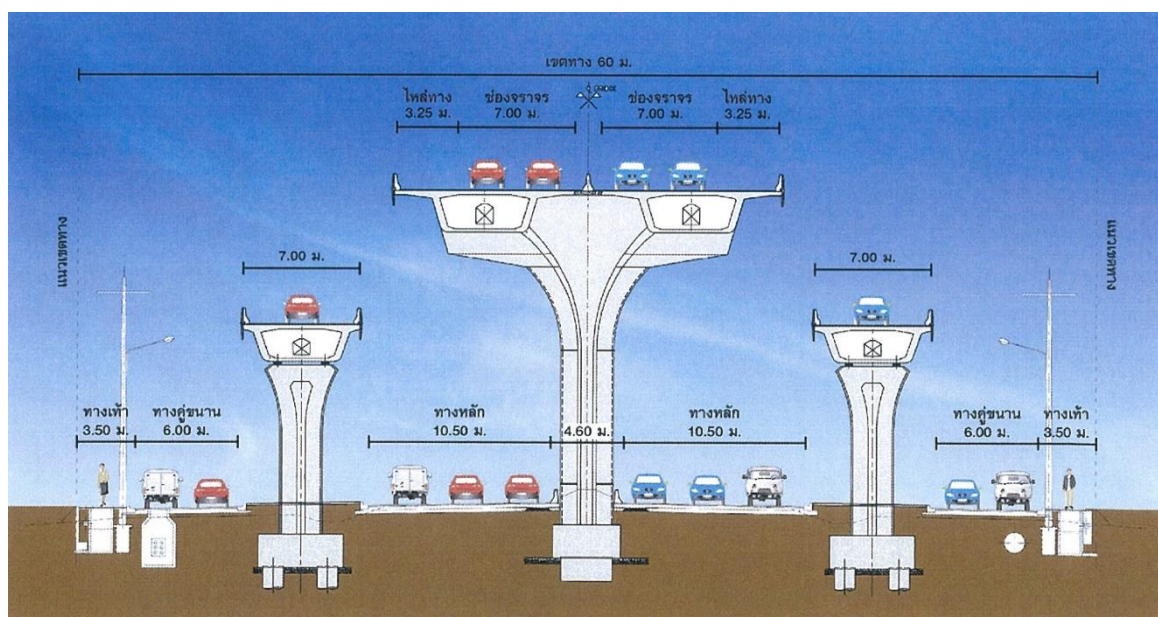 เขตทาง 60 ม.
ไหล่ทาง
3.25 ม.
ช่องจราจร
7.00 ม.
ช่องจราจร
7.00 ม.
ไหล่ทาง
3.25 ม.
แนวเขตทาง
แนวเขตทาง
7.00 ม.
7.00 ม.
ทางเท้า
3.50 ม.
ทางคู่ขนาน
6.00 ม.
ทางหลัก
10.50 ม.
4.60 ม.
ทางหลัก
10.50 ม.
ทางคู่ขนาน
6.00 ม.
ทางเท้า
3.50 ม.